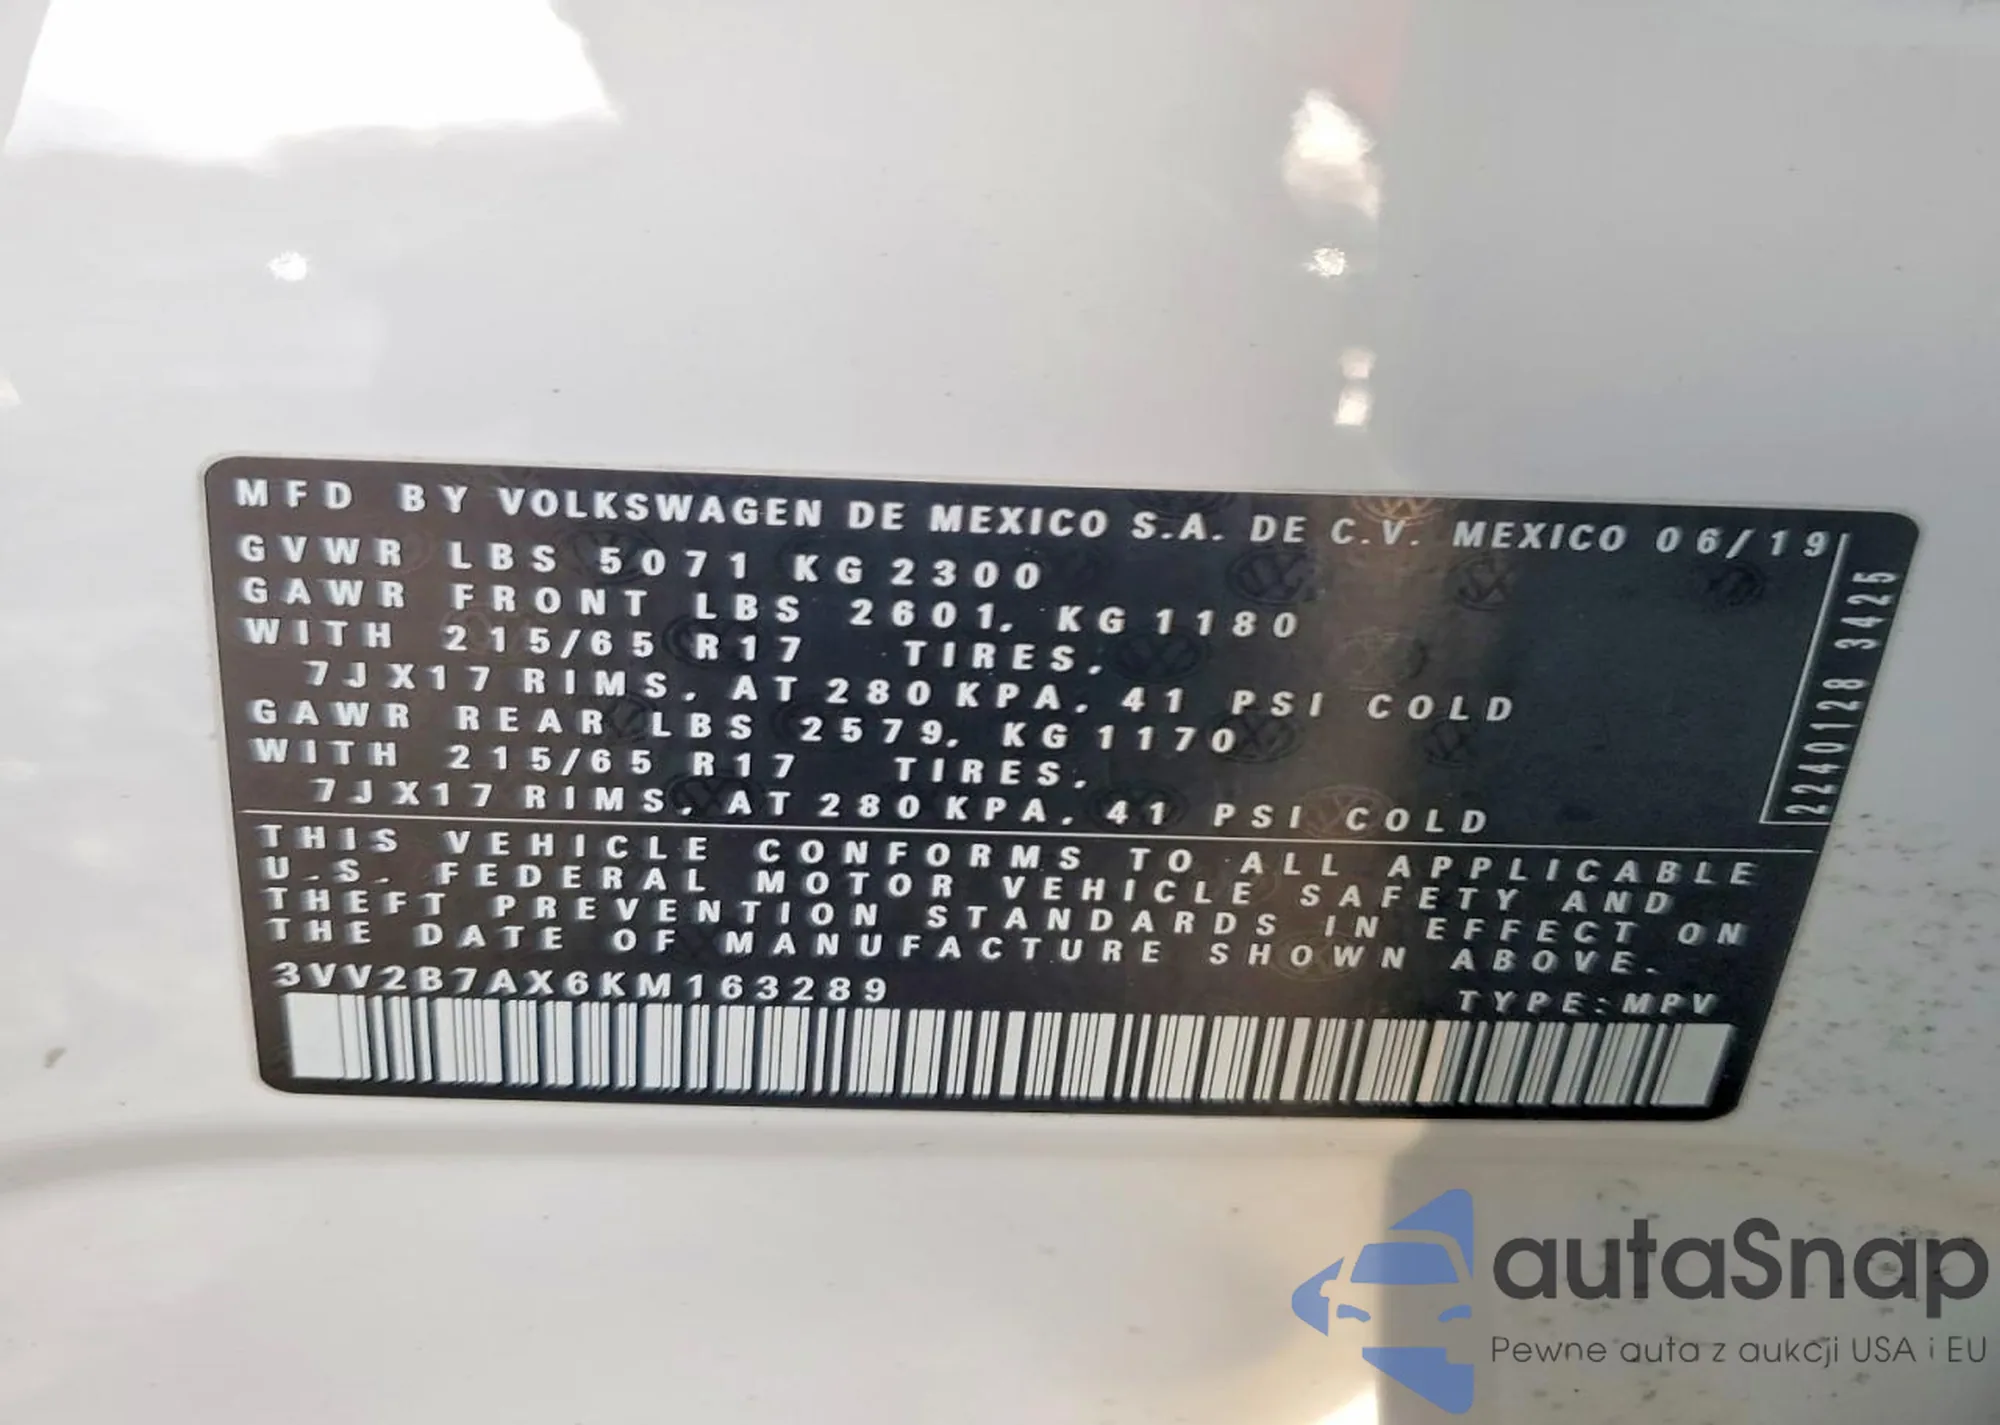 MFD BY VOLKSWAGEN DE MEXICO S.A. DE C.V. MEXICO 06/19
GVWR LBS 5071 KG 2300
GAWR FRONT LBS 2601, KG 1180
WITH 215/65 R17 TIRES,
7JX17 RIMS, AT 280 KPA, 41 PSI COLD
GAWR REAR LBS 2579, KG 1170
WITH 215/65 R17 TIRES,
7JX17 RIMS, AT 280 KPA, 41 PSI COLD
2240128 3425
THIS VEHICLE CONFORMS TO ALL APPLICABLE
U.S. FEDERAL MOTOR VEHICLE SAFETY AND
THEFT PREVENTION STANDARDS IN EFFECT ON
THE DATE OF MANUFACTURE SHOWN ABOVE.
3VV2B7AX6KM163289
TYPE:MPV
autaSnap
Pewne auta z aukcji USA i EU